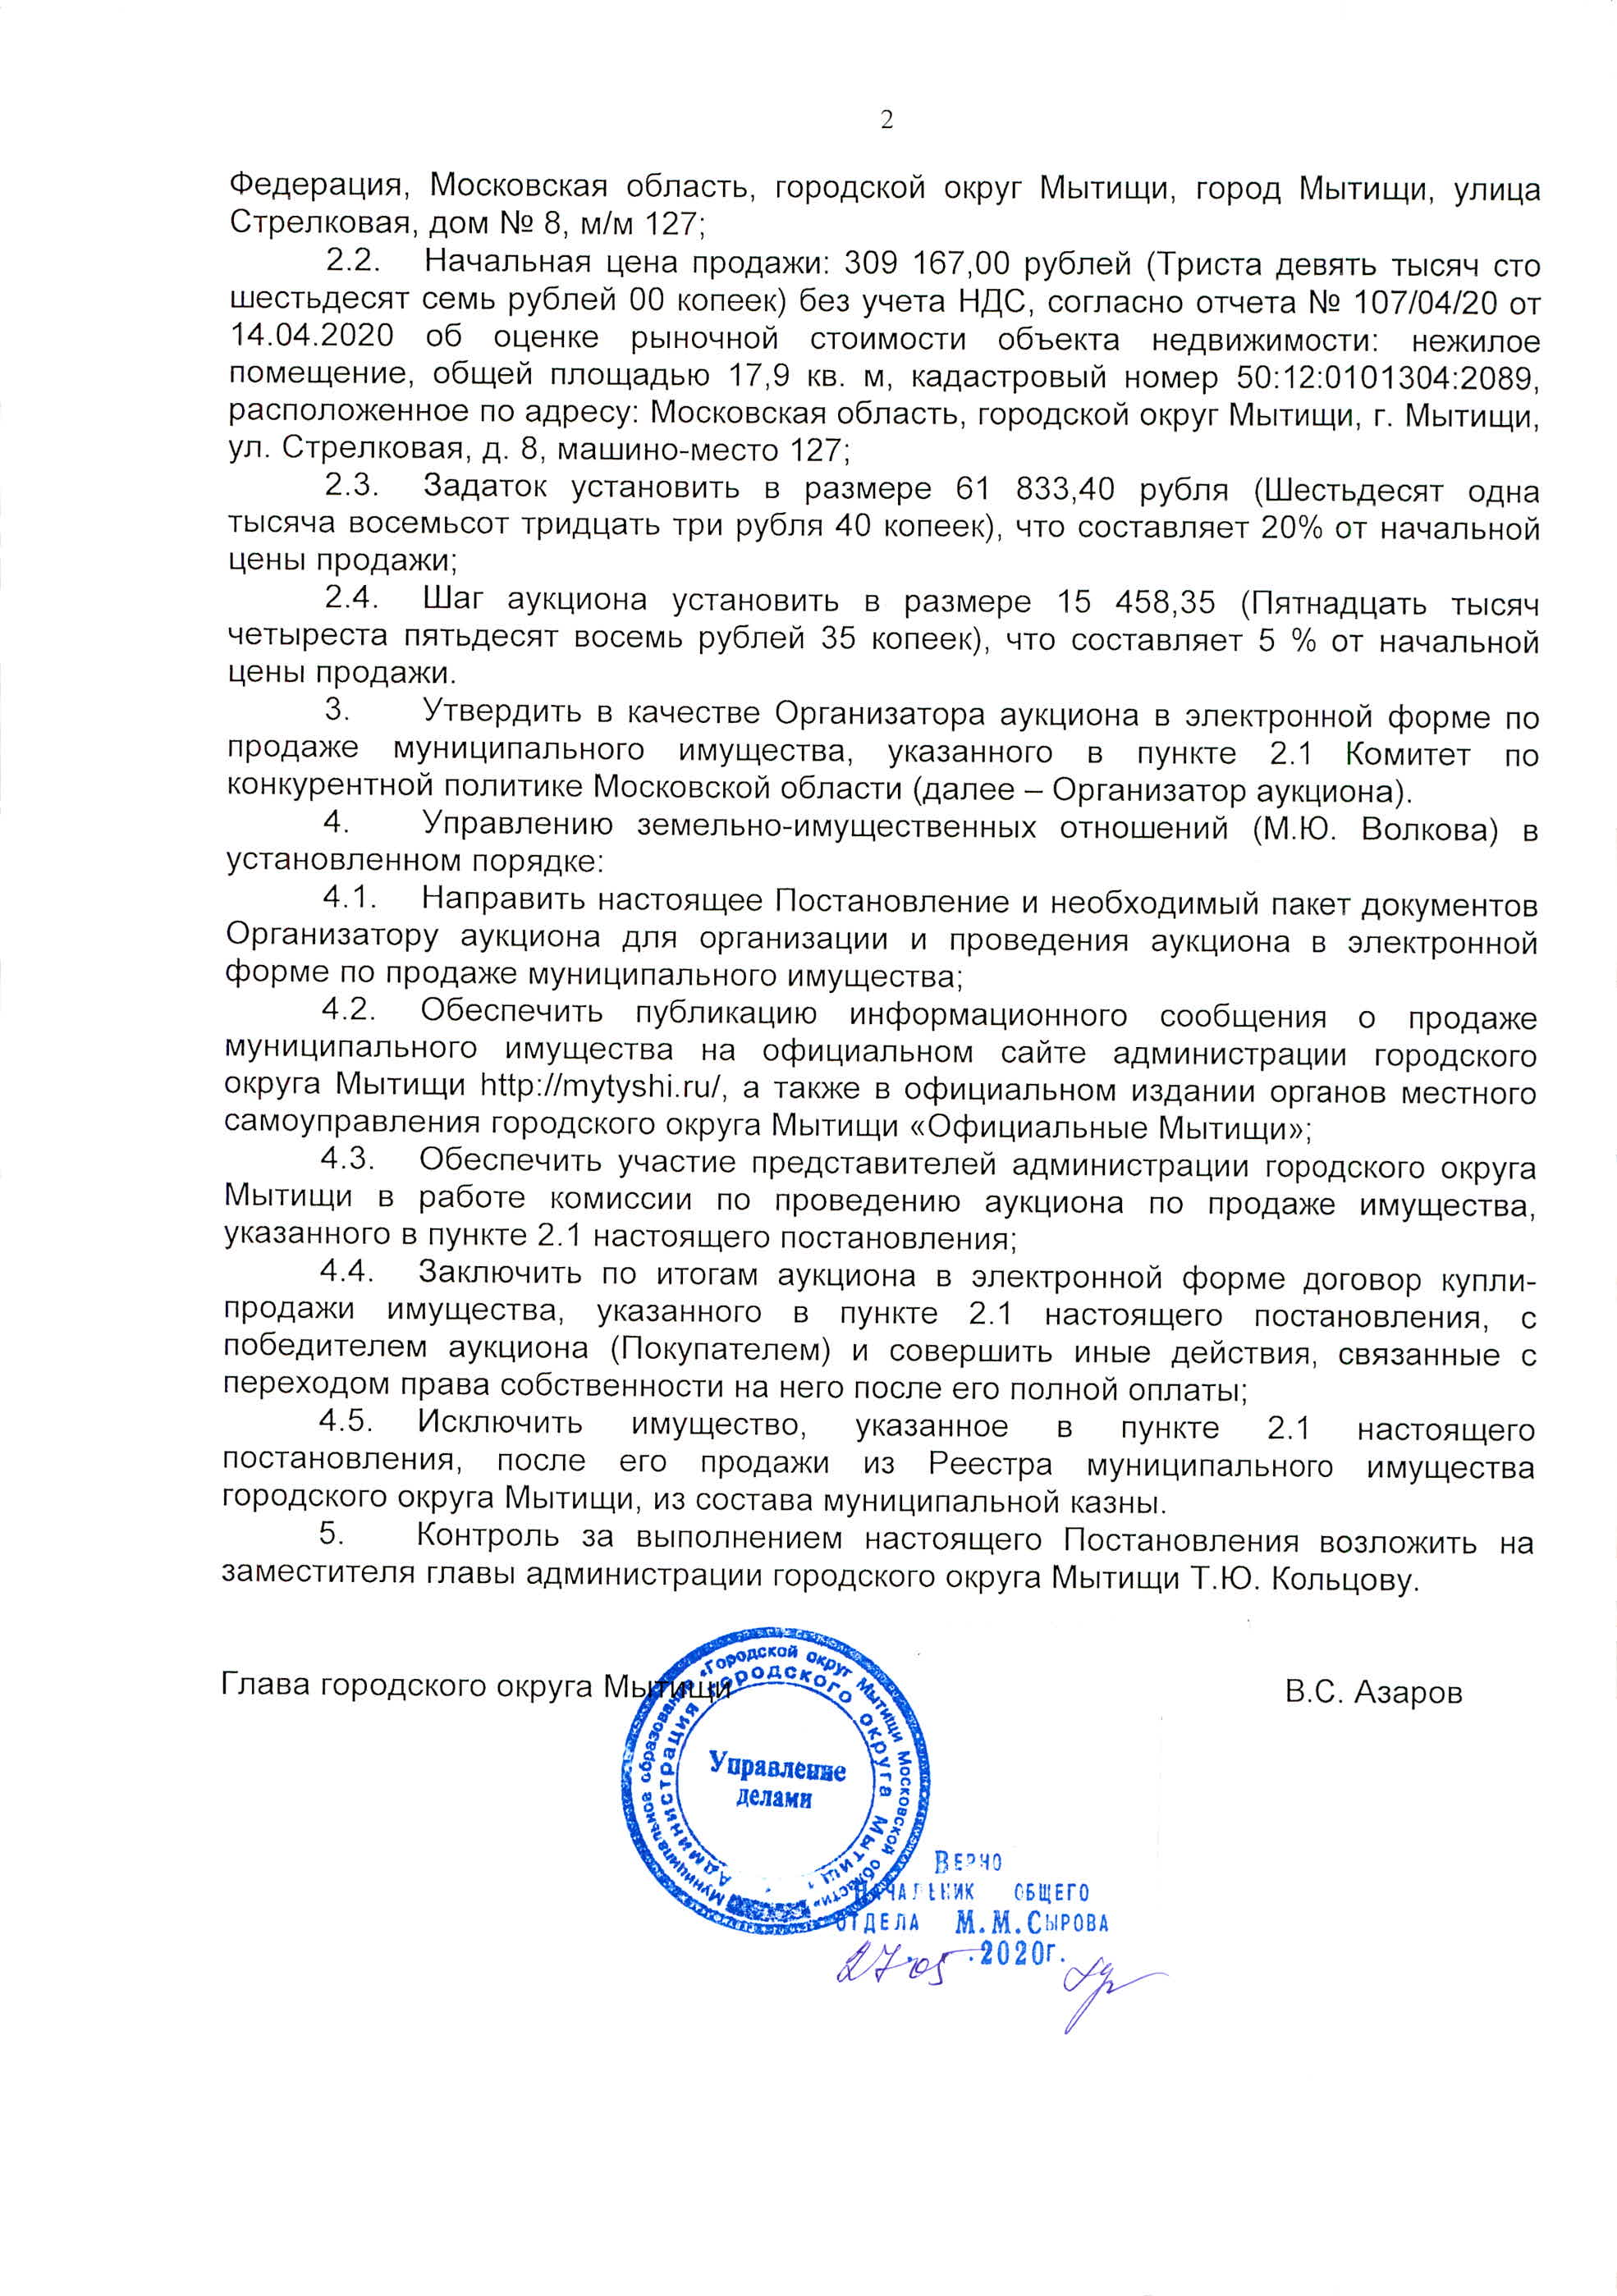 2
Федерация, Московская область, городской округ Мытищи, город Мытищи, улица
Стрелковая, дом № 8, м/м 127;
2.2. Начальная цена продажи: 309 167,00 рублей (Триста девять тысяч сто
шестьдесят семь рублей 00 копеек) без учета НДС, согласно отчета № 107/04/20 от
14.04.2020 об оценке рыночной стоимости объекта недвижимости: нежилое
помещение, общей площадью 17,9 кв. м, кадастровый номер 50:12:0101304:2089,
расположенное по адресу: Московская область, городской округ Мытищи, г. Мытищи,
ул. Стрелковая, д. 8, машино-место 127;
2.3. Задаток установить в размере 61 833,40 рубля (Шестьдесят одна
тысяча восемьсот тридцать три рубля 40 копеек), что составляет 20% от начальной
цены продажи;
2.4. Шаг аукциона установить в размере 15 458,35 (Пятнадцать тысяч
четыреста пятьдесят восемь рублей 35 копеек), что составляет 5 % от начальной
цены продажи.
3. Утвердить в качестве Организатора аукциона в электронной форме по
продаже муниципального имущества, указанного в пункте 2.1 Комитет по
конкурентной политике Московской области (далее – Организатор аукциона).
4. Управлению земельно-имущественных отношений (М.Ю. Волкова) в
установленном порядке:
4.1. Направить настоящее Постановление и необходимый пакет документов
Организатору аукциона для организации и проведения аукциона в электронной
форме по продаже муниципального имущества;
4.2. Обеспечить публикацию информационного сообщения о продаже
муниципального имущества на официальном сайте администрации городского
округа Мытищи http://mytyshi.ru/, а также в официальном издании органов местного
самоуправления городского округа Мытищи «Официальные Мытищи»;
4.3. Обеспечить участие представителей администрации городского округа
Мытищи в работе комиссии по проведению аукциона по продаже имущества,
указанного в пункте 2.1 настоящего постановления;
4.4. Заключить по итогам аукциона в электронной форме договор купли-
продажи имущества, указанного в пункте 2.1 настоящего постановления, с
победителем аукциона (Покупателем) и совершить иные действия, связанные с
переходом права собственности на него после его полной оплаты;
4.5. Исключить имущество, указанное в пункте 2.1 настоящего
постановления, после его продажи из Реестра муниципального имущества
городского округа Мытищи, из состава муниципальной казны.
5. Контроль за выполнением настоящего Постановления возложить на
заместителя главы администрации городского округа Мытищи Т.Ю. Кольцову.
Глава городского округа Мытищи В.С. Азаров
Муниципальное образование «Городской округ Мытищи Московской области»
Администрация городского округа Мытищи
Управление
делами
Верно
Начальник общего
отдела М.М.Сырова
27.05.2020г.